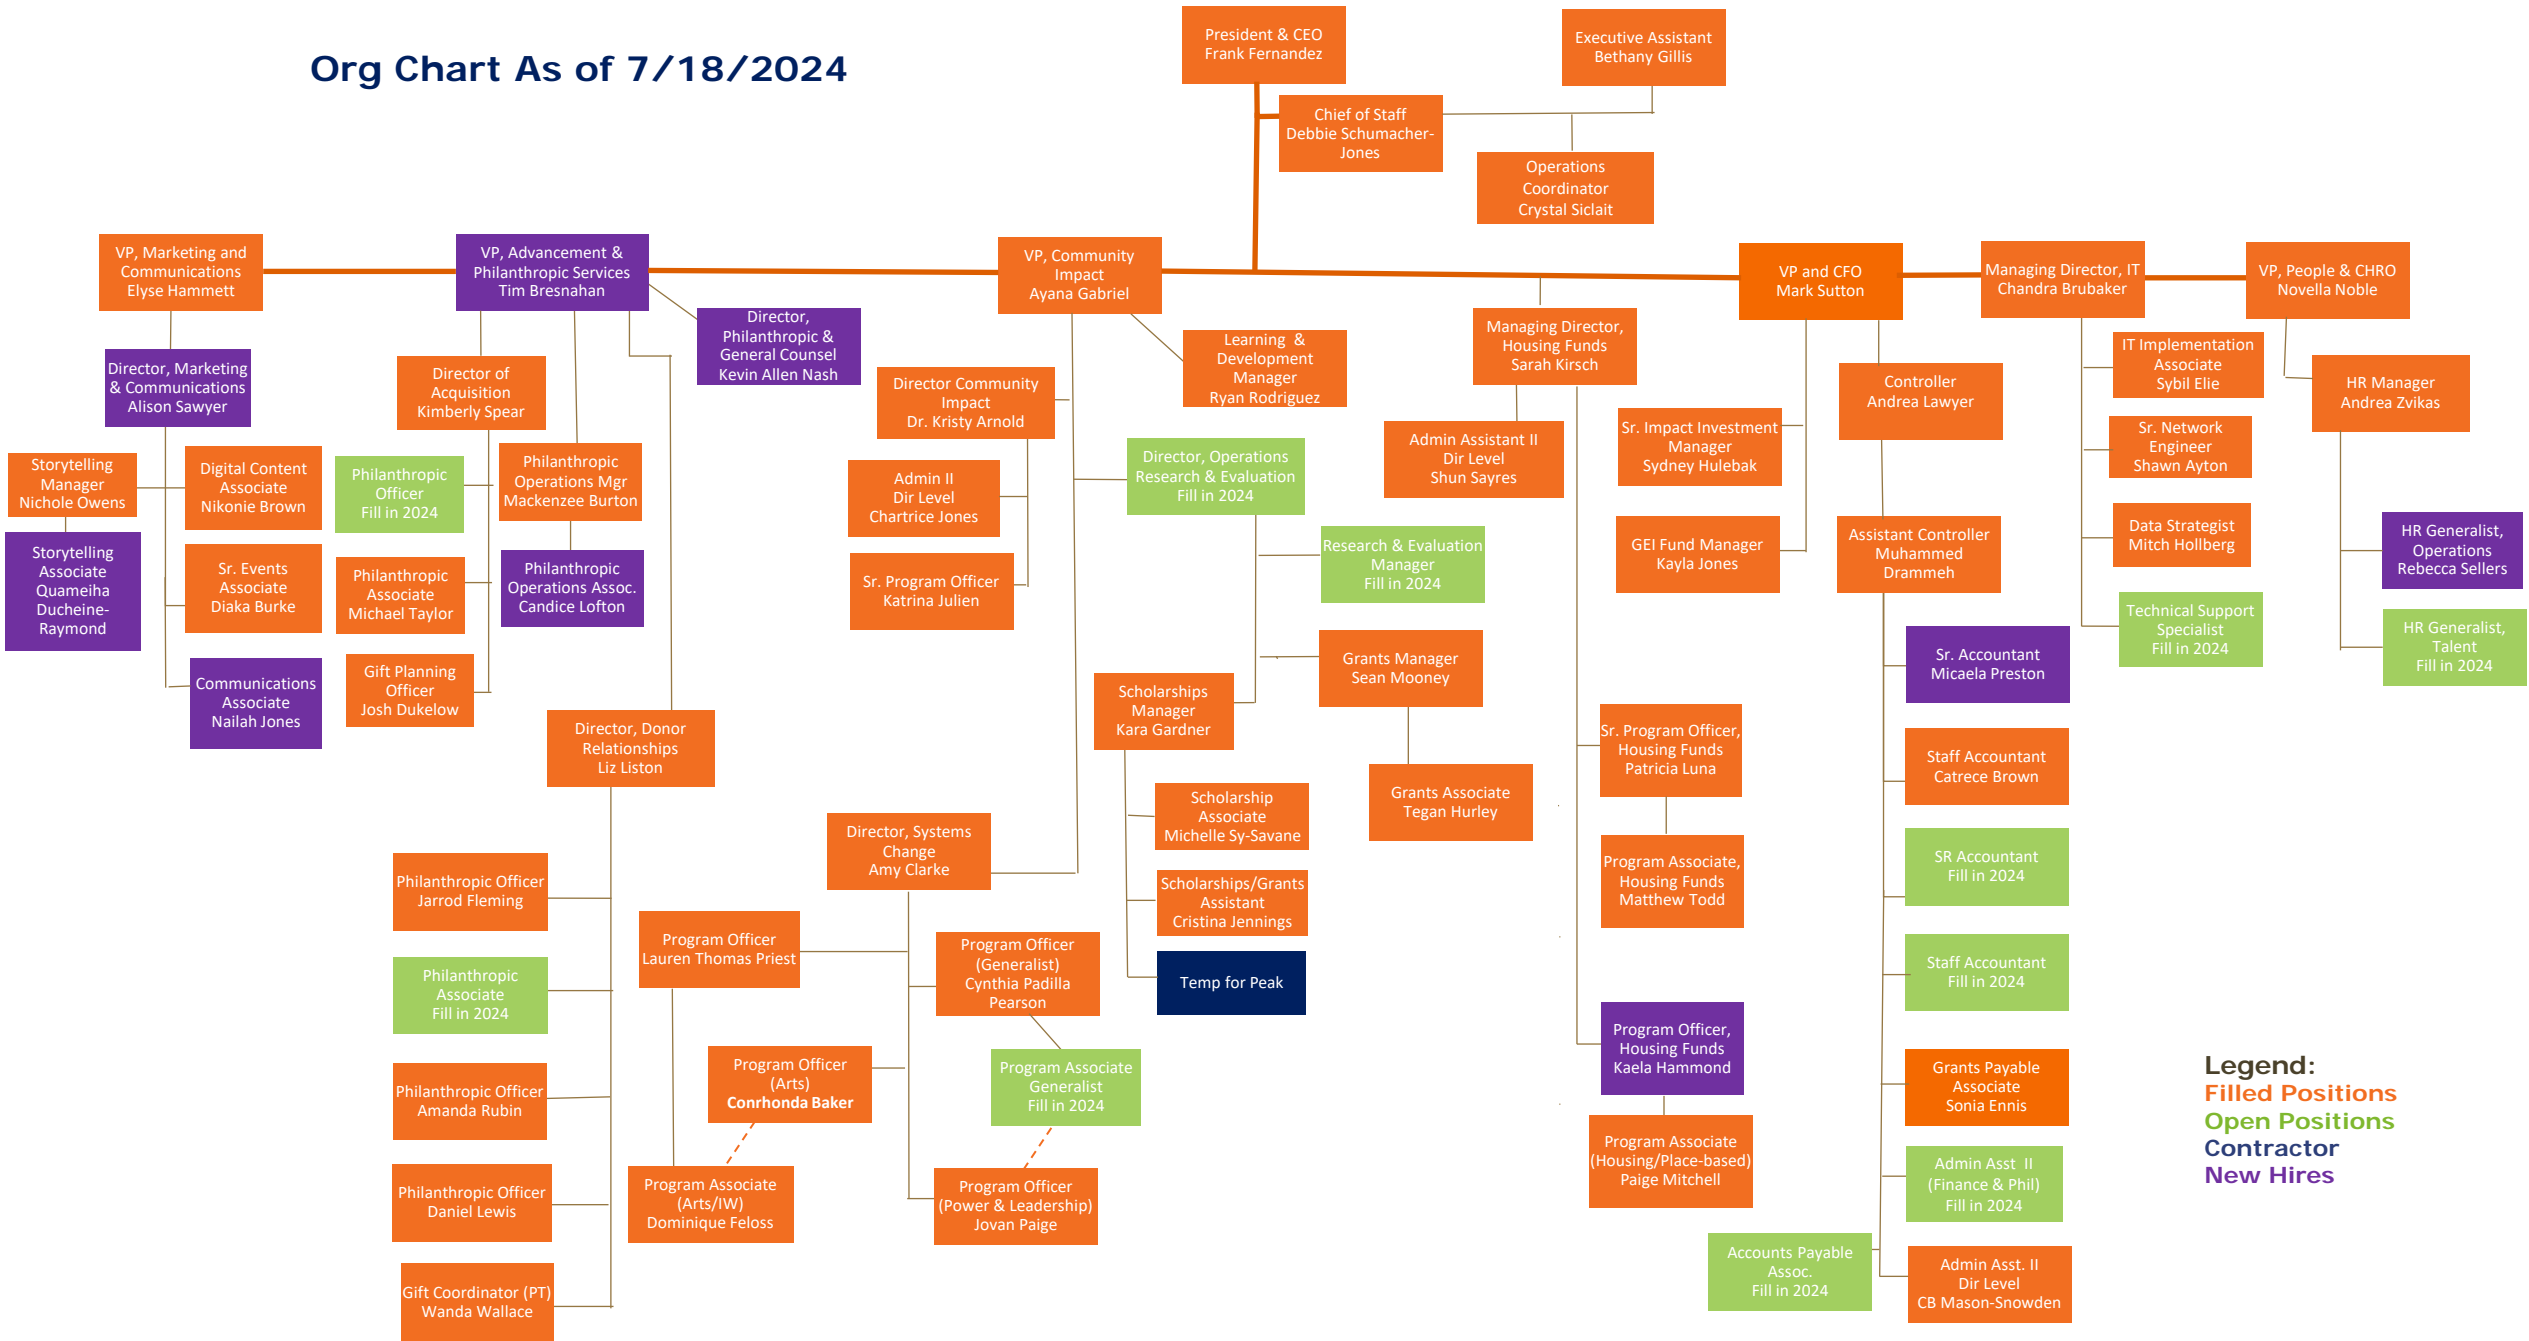 Org Chart As of 7/18/2024
President & CEO
Frank Fernandez
Executive Assistant
Bethany Gillis
Chief of Staff
Debbie Schumacher-
Jones
Operations
Coordinator
Crystal Siclait
VP, Marketing and
Communications
Elyse Hammett
VP, Advancement &
Philanthropic Services
Tim Bresnahan
VP, Community
Impact
Ayana Gabriel
VP and CFO
Mark Sutton
Managing Director, IT
Chandra Brubaker
VP, People & CHRO
Novella Noble
Director, Marketing
& Communications
Alison Sawyer
Storytelling
Manager
Nichole Owens
Digital Content
Associate
Nikonie Brown
Storytelling
Associate
Quameiha
Ducheine-
Raymond
Sr. Events
Associate
Diaka Burke
Communications
Associate
Nailah Jones
Director,
Philanthropic &
General Counsel
Kevin Allen Nash
Director of
Acquisition
Kimberly Spear
Philanthropic
Officer
Fill in 2024
Philanthropic
Operations Mgr
Mackenzee Burton
Philanthropic
Associate
Michael Taylor
Philanthropic
Operations Assoc.
Candice Lofton
Gift Planning
Officer
Josh Dukelow
Director, Donor
Relationships
Liz Liston
Philanthropic Officer
Jarrod Fleming
Philanthropic
Associate
Fill in 2024
Philanthropic Officer
Amanda Rubin
Philanthropic Officer
Daniel Lewis
Gift Coordinator (PT)
Wanda Wallace
Learning &
Development
Manager
Ryan Rodriguez
Director Community
Impact
Dr. Kristy Arnold
Admin II
Dir Level
Chartrice Jones
Sr. Program Officer
Katrina Julien
Director, Operations
Research & Evaluation
Fill in 2024
Research & Evaluation
Manager
Fill in 2024
Grants Manager
Sean Mooney
Scholarships
Manager
Kara Gardner
Grants Associate
Tegan Hurley
Scholarship
Associate
Michelle Sy-Savane
Scholarships/Grants
Assistant
Cristina Jennings
Temp for Peak
Director, Systems
Change
Amy Clarke
Program Officer
Lauren Thomas Priest
Program Officer
(Generalist)
Cynthia Padilla
Pearson
Program Officer
(Arts)
Conrhonda Baker
Program Associate
Generalist
Fill in 2024
Program Associate
(Arts/IW)
Dominique Feloss
Program Officer
(Power & Leadership)
Jovan Paige
Managing Director,
Housing Funds
Sarah Kirsch
Admin Assistant II
Dir Level
Shun Sayres
Sr. Program Officer,
Housing Funds
Patricia Luna
Program Associate,
Housing Funds
Matthew Todd
Program Officer,
Housing Funds
Kaela Hammond
Program Associate
(Housing/Place-based)
Paige Mitchell
Sr. Impact Investment
Manager
Sydney Hulebak
GEI Fund Manager
Kayla Jones
Controller
Andrea Lawyer
Assistant Controller
Muhammed
Drammeh
Sr. Accountant
Micaela Preston
Staff Accountant
Catrece Brown
SR Accountant
Fill in 2024
Staff Accountant
Fill in 2024
Grants Payable
Associate
Sonia Ennis
Admin Asst II
(Finance & Phil)
Fill in 2024
Accounts Payable
Assoc.
Fill in 2024
Admin Asst. II
Dir Level
CB Mason-Snowden
IT Implementation
Associate
Sybil Elie
Sr. Network
Engineer
Shawn Ayton
Data Strategist
Mitch Hollberg
Technical Support
Specialist
Fill in 2024
HR Manager
Andrea Zvikas
HR Generalist,
Operations
Rebecca Sellers
HR Generalist,
Talent
Fill in 2024
Legend:
Filled Positions
Open Positions
Contractor
New Hires